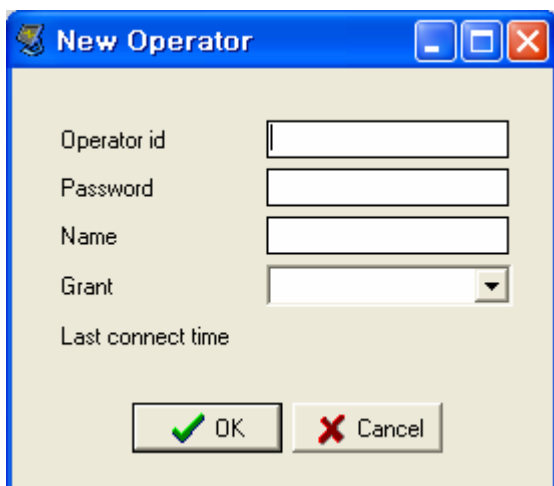 New Operator
Operator id
Password
Name
Grant
Last connect time
OK Cancel